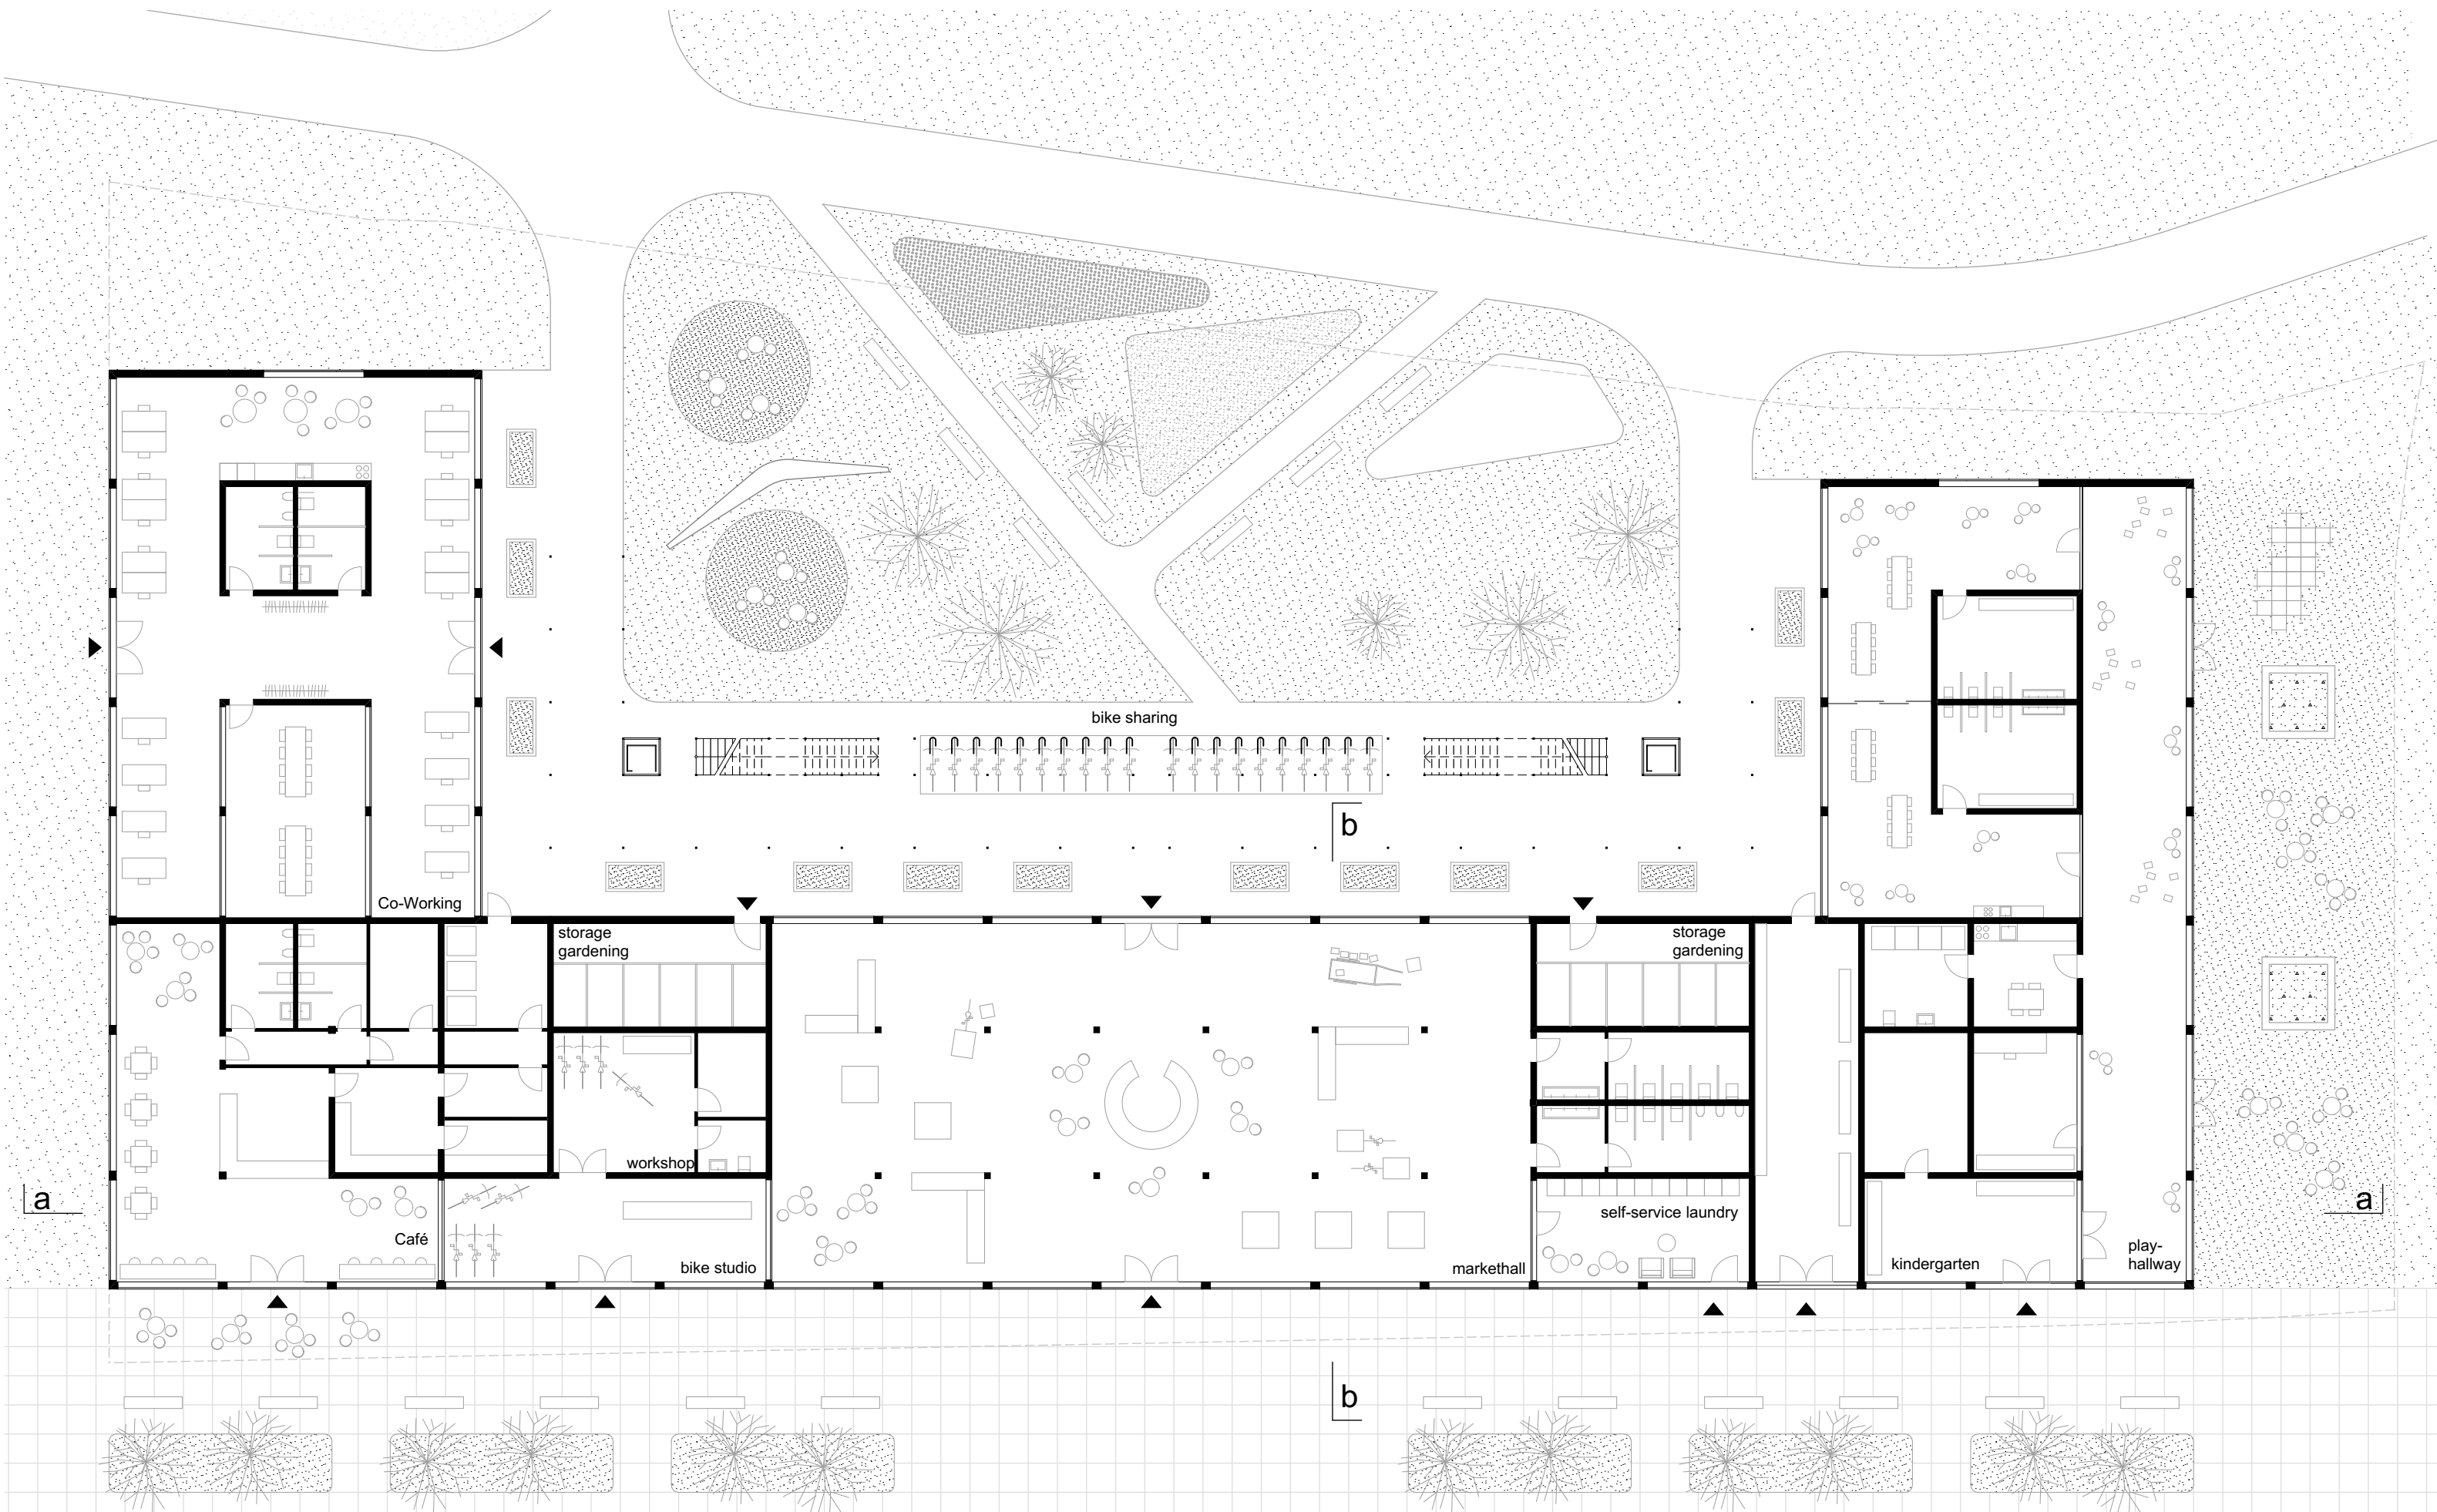 bike sharing
b
Co-Working
storage
gardening
storage
gardening
workshop
a
self-service laundry
a
Café
bike studio
markethall
kindergarten
play-
hallway
b